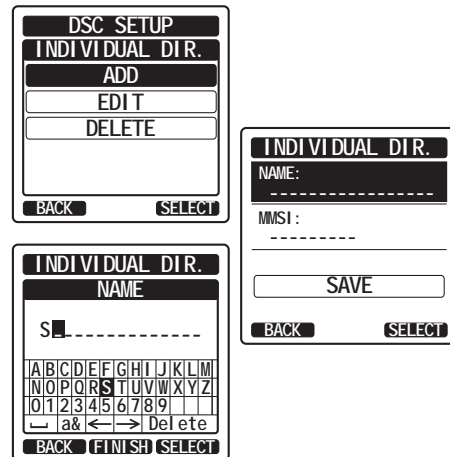 DSC SETUP
INDIVIDUAL DIR.
ADD
EDIT
DELETE
BACK SELECT
INDIVIDUAL DIR.
NAME:
-----------------
MMSI:
---------
SAVE
BACK SELECT
INDIVIDUAL DIR.
NAME
S_--------------
A B C D E F G H I J K L M
N O P Q R S T U V W X Y Z
0 1 2 3 4 5 6 7 8 9
⎵ a& ← → Delete
BACK FINISH SELECT